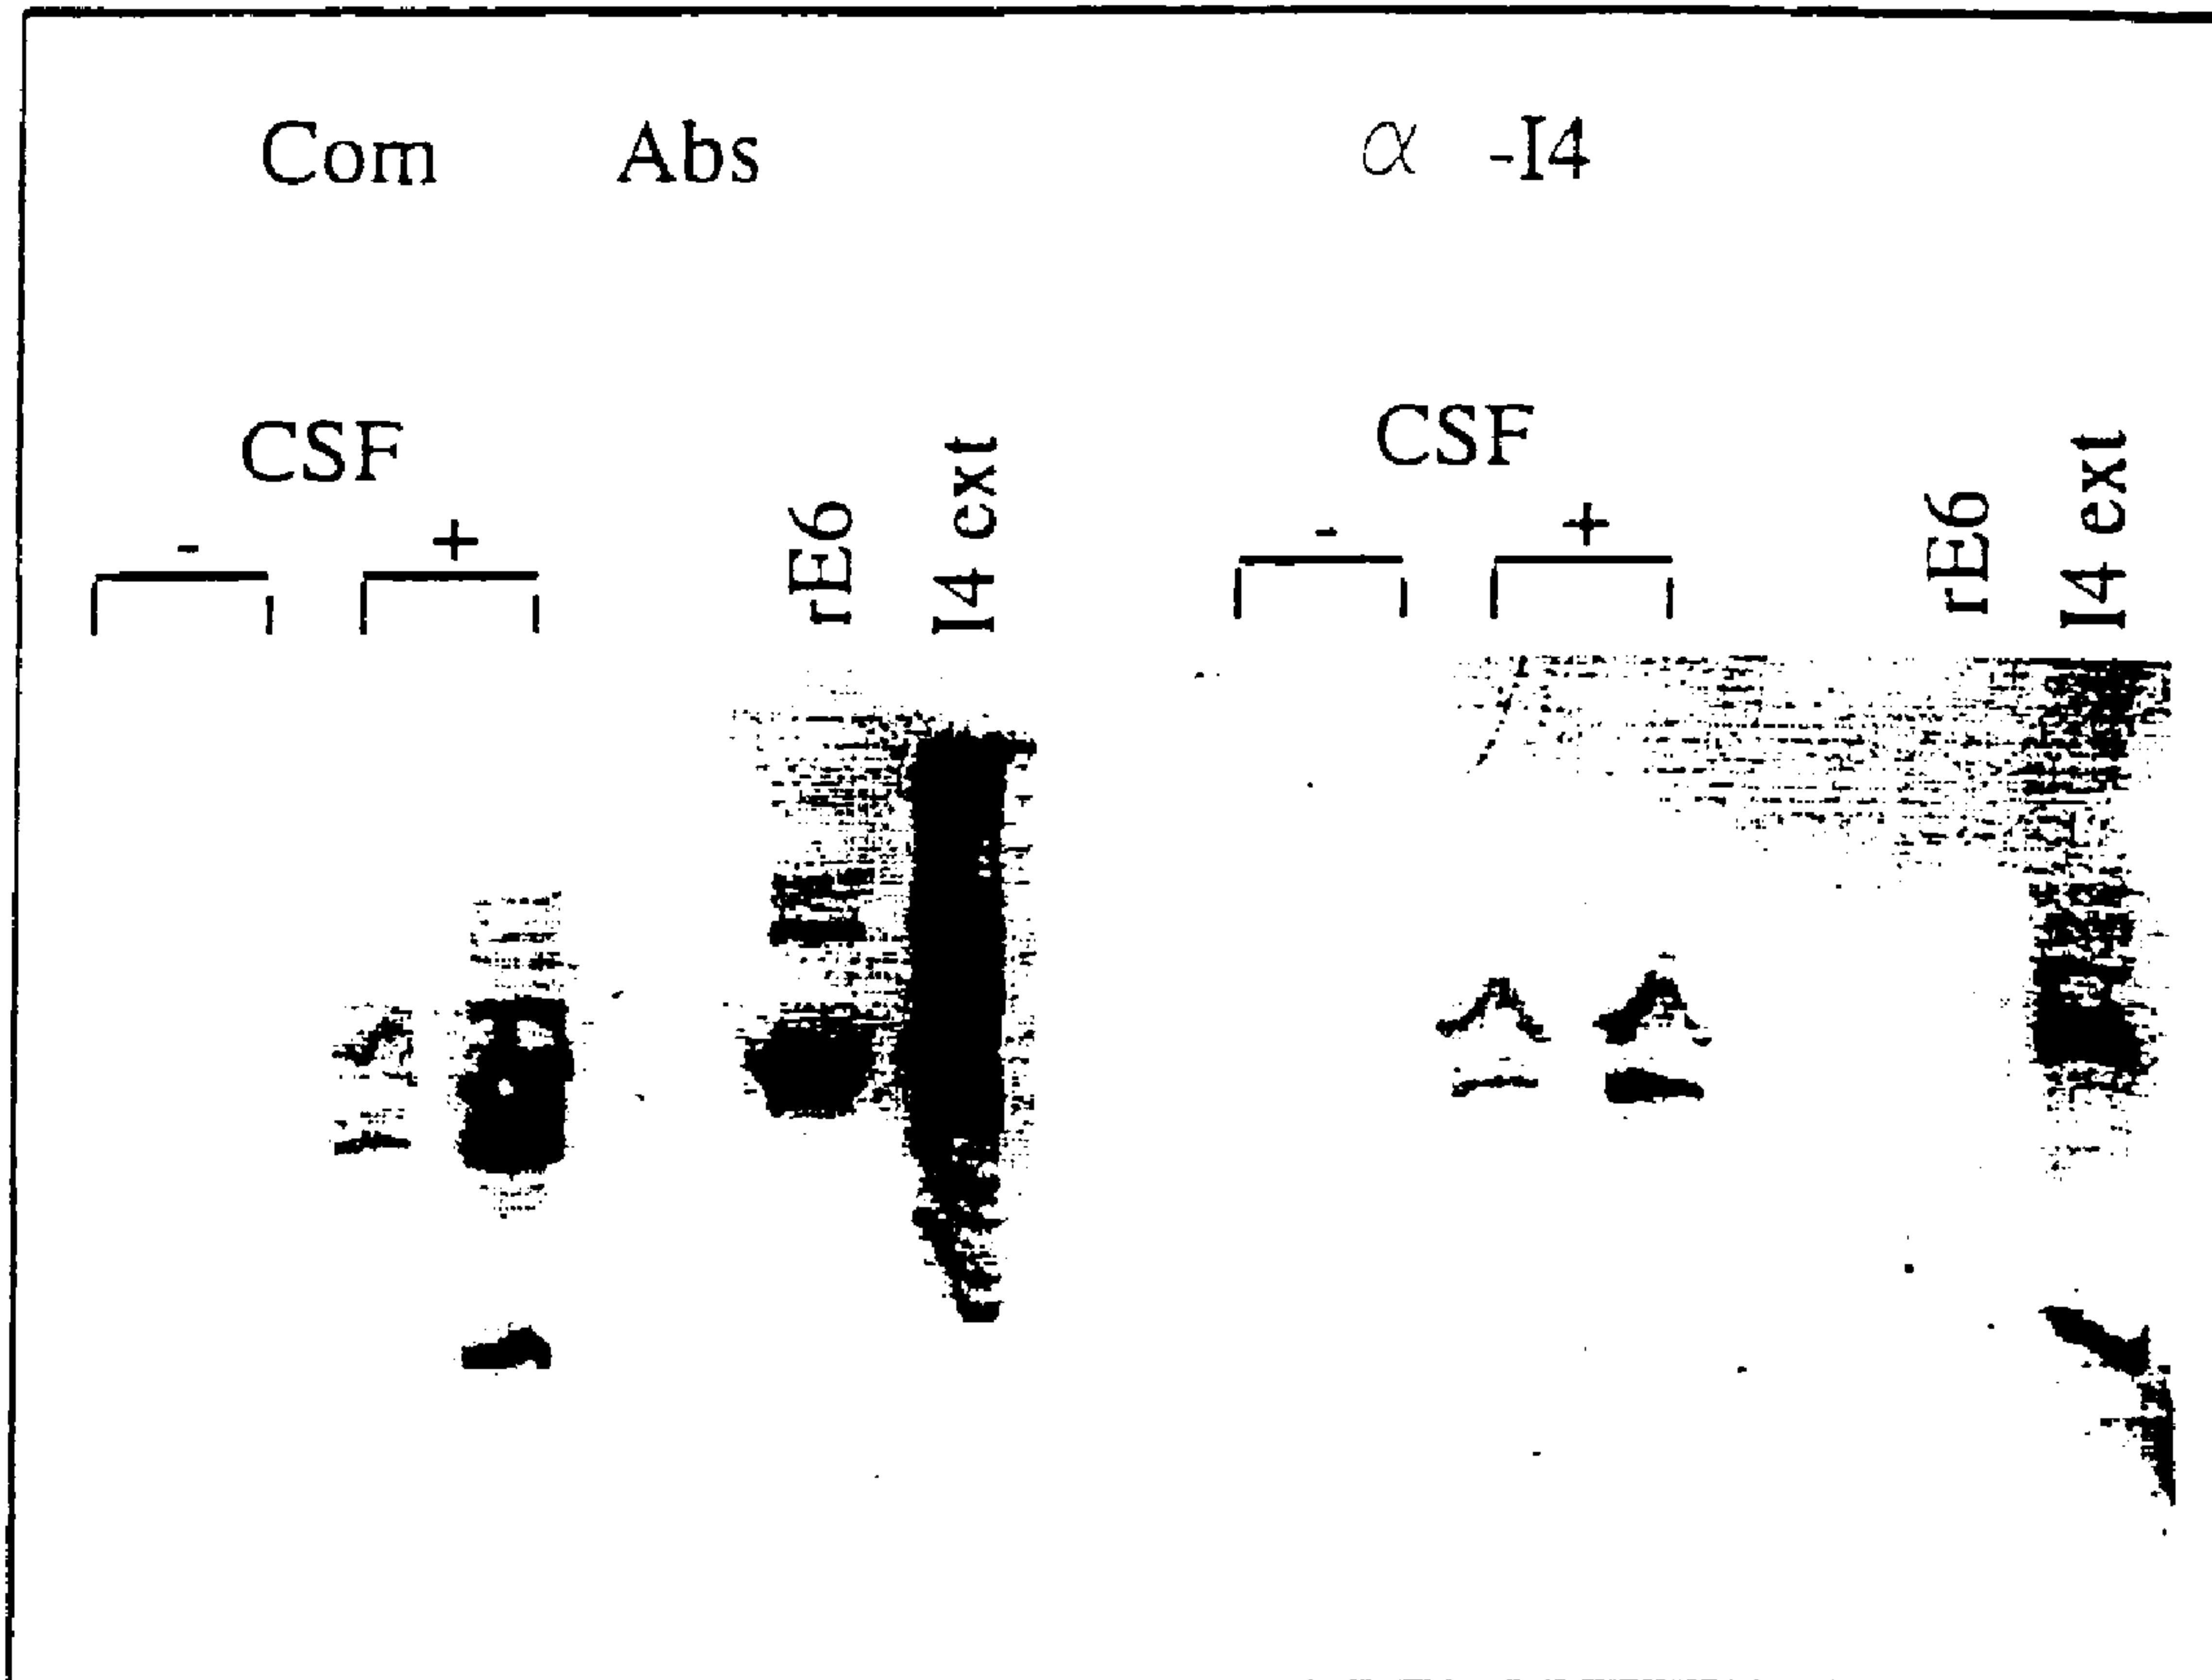 Com Abs α -I4
CSF CSF
- + rE6 I4 ext - + rE6 I4 ext